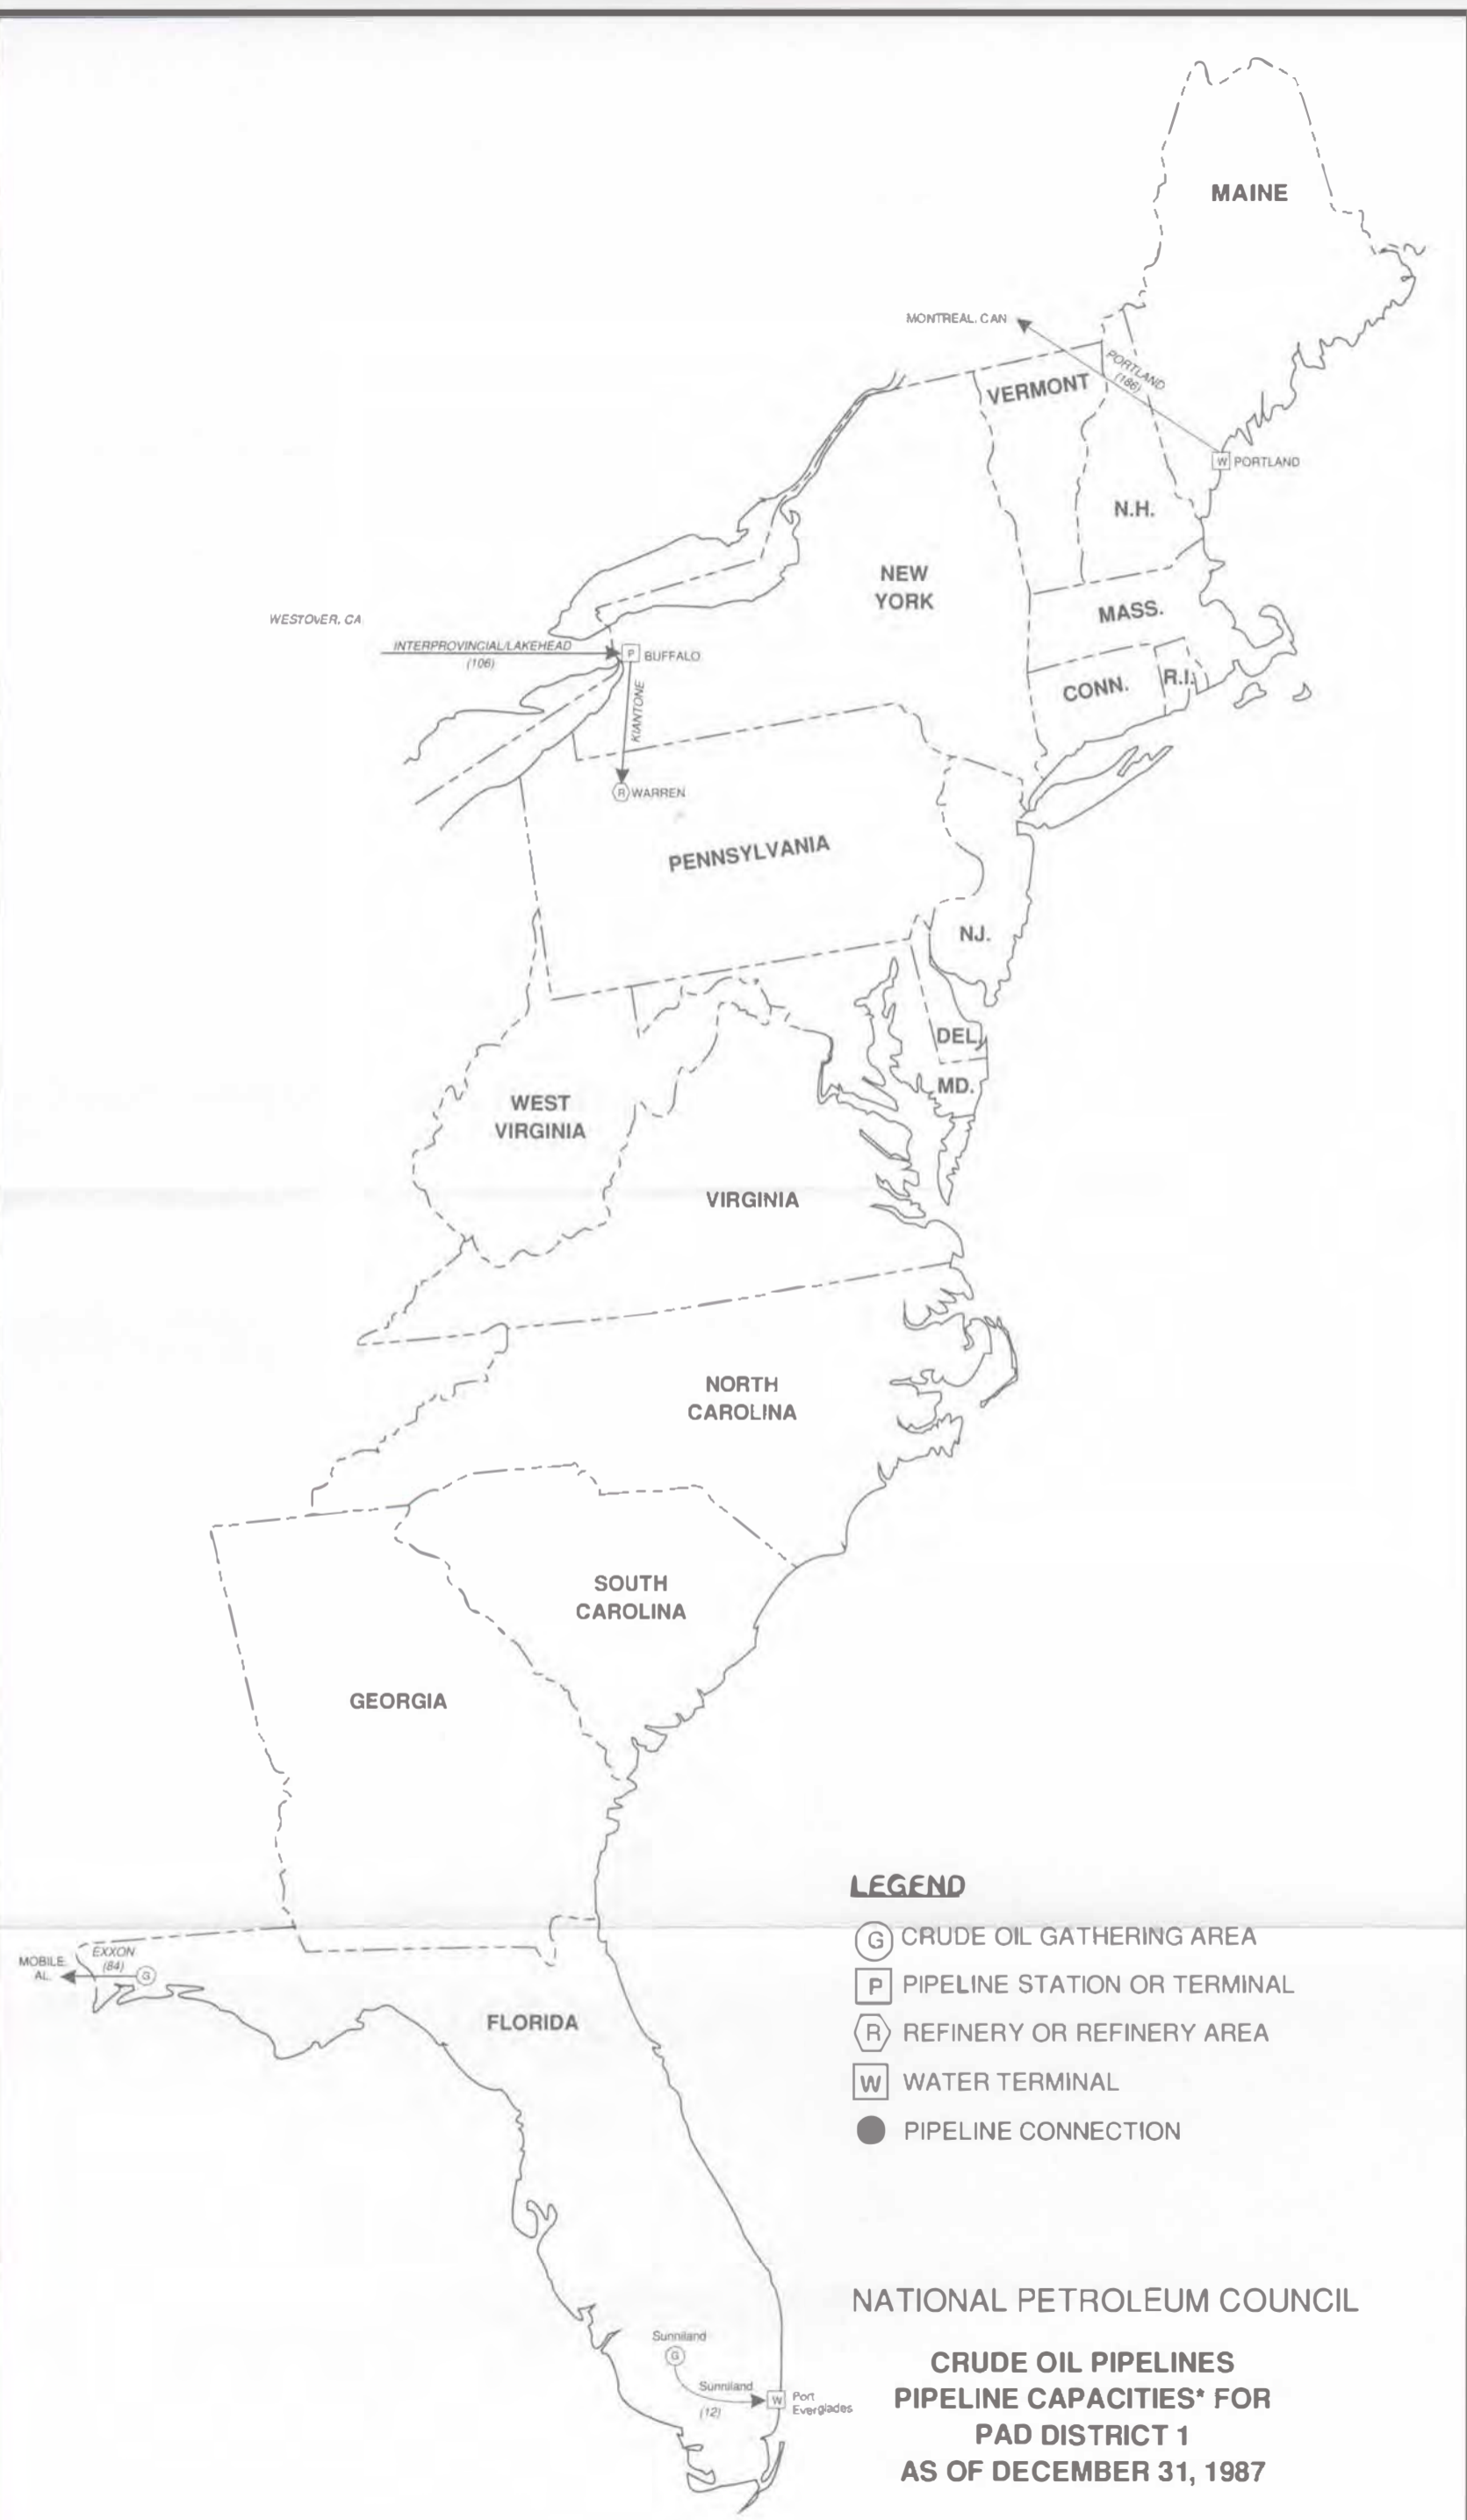 MAINE
MONTREAL, CAN
PORTLAND
(186)
VERMONT
W PORTLAND
N.H.
NEW
YORK
MASS.
WESTOVER, CA
INTERPROVINCIAL/LAKEHEAD
(106)
P BUFFALO
CONN.
R.I.
KIANTONE
R WARREN
PENNSYLVANIA
NJ.
DEL.
MD.
WEST
VIRGINIA
VIRGINIA
NORTH
CAROLINA
SOUTH
CAROLINA
GEORGIA
LEGEND
G CRUDE OIL GATHERING AREA
P PIPELINE STATION OR TERMINAL
R REFINERY OR REFINERY AREA
W WATER TERMINAL
PIPELINE CONNECTION
EXXON
(84)
MOBILE,
AL.
G
FLORIDA
Sunniland
G
Sunniland
(12)
W Port
Everglades
NATIONAL PETROLEUM COUNCIL
CRUDE OIL PIPELINES
PIPELINE CAPACITIES* FOR
PAD DISTRICT 1
AS OF DECEMBER 31, 1987